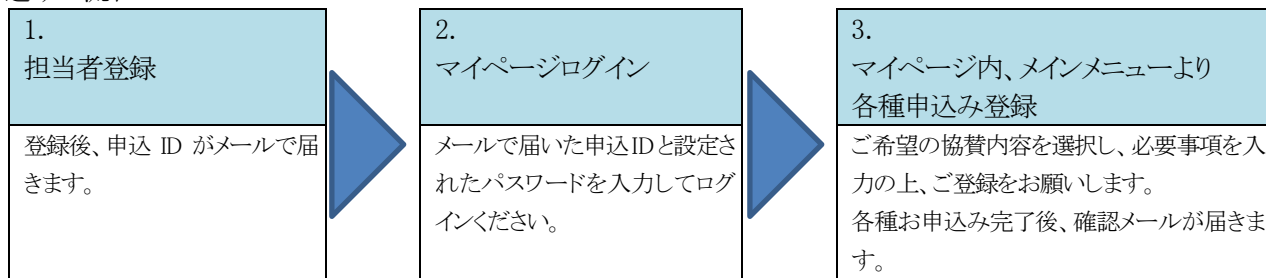 1.
担当者登録
登録後、申込 ID がメールで届
きます。
2.
マイページログイン
メールで届いた申込IDと設定さ
れたパスワードを入力してログ
インください。
3.
マイページ内、メインメニューより
各種申込み登録
ご希望の協賛内容を選択し、必要事項を入
力の上、ご登録をお願いします。
各種お申込み完了後、確認メールが届きま
す。